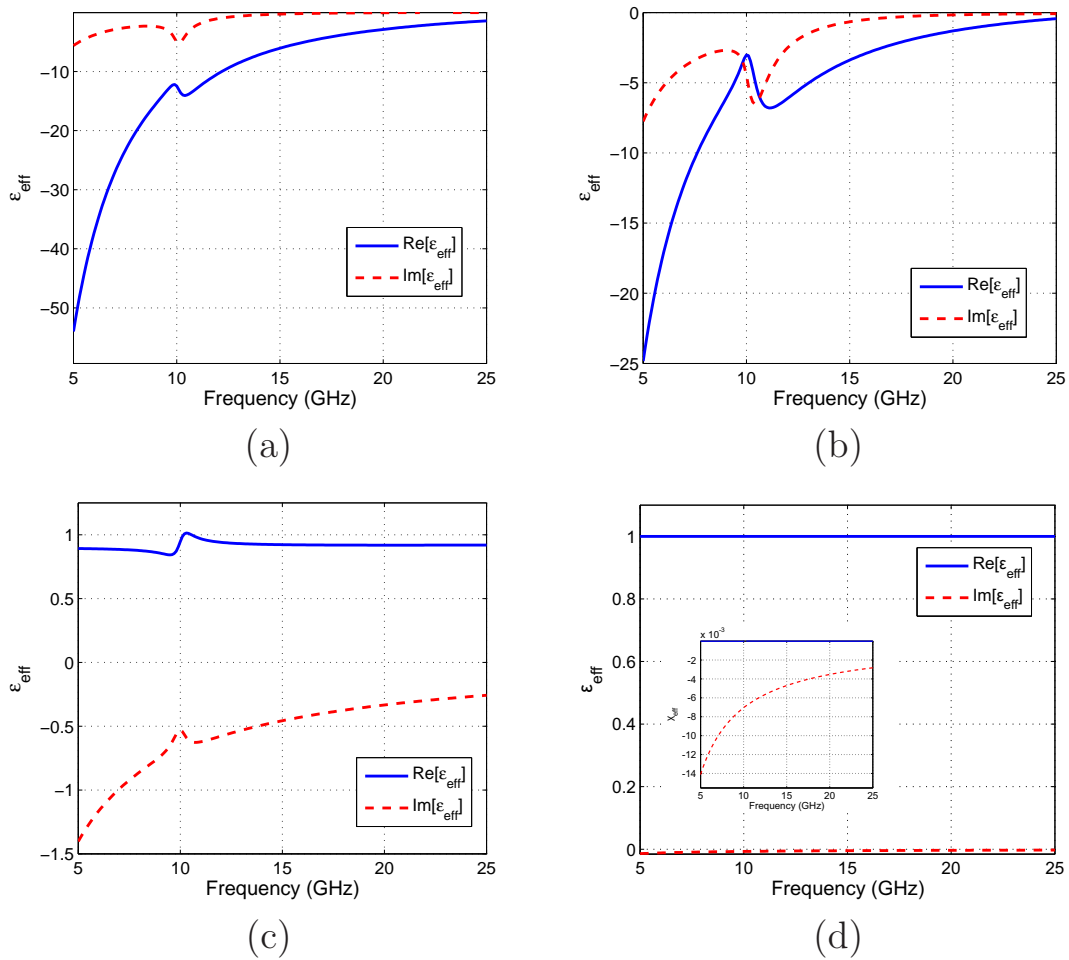 −10
−20
−30
−40
−50
5 10 15 20 25
Frequency (GHz)
ε_eff
Re[ε_eff]
Im[ε_eff]
(a)
0
−5
−10
−15
−20
−25
5 10 15 20 25
Frequency (GHz)
ε_eff
Re[ε_eff]
Im[ε_eff]
(b)
1
0.5
0
−0.5
−1
−1.5
5 10 15 20 25
Frequency (GHz)
ε_eff
Re[ε_eff]
Im[ε_eff]
(c)
1
0.8
0.6
0.4
0.2
0
5 10 15 20 25
Frequency (GHz)
ε_eff
Re[ε_eff]
Im[ε_eff]
x 10^-3
-2
-4
-6
-8
-10
-12
-14
5 10 15 20 25
Frequency (GHz)
X_eff
(d)